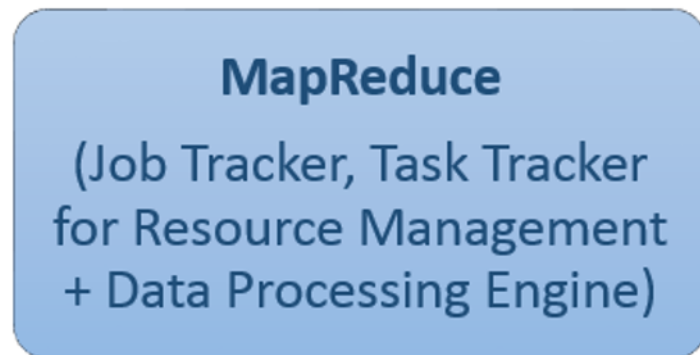 MapReduce
(Job Tracker, Task Tracker
for Resource Management
+ Data Processing Engine)